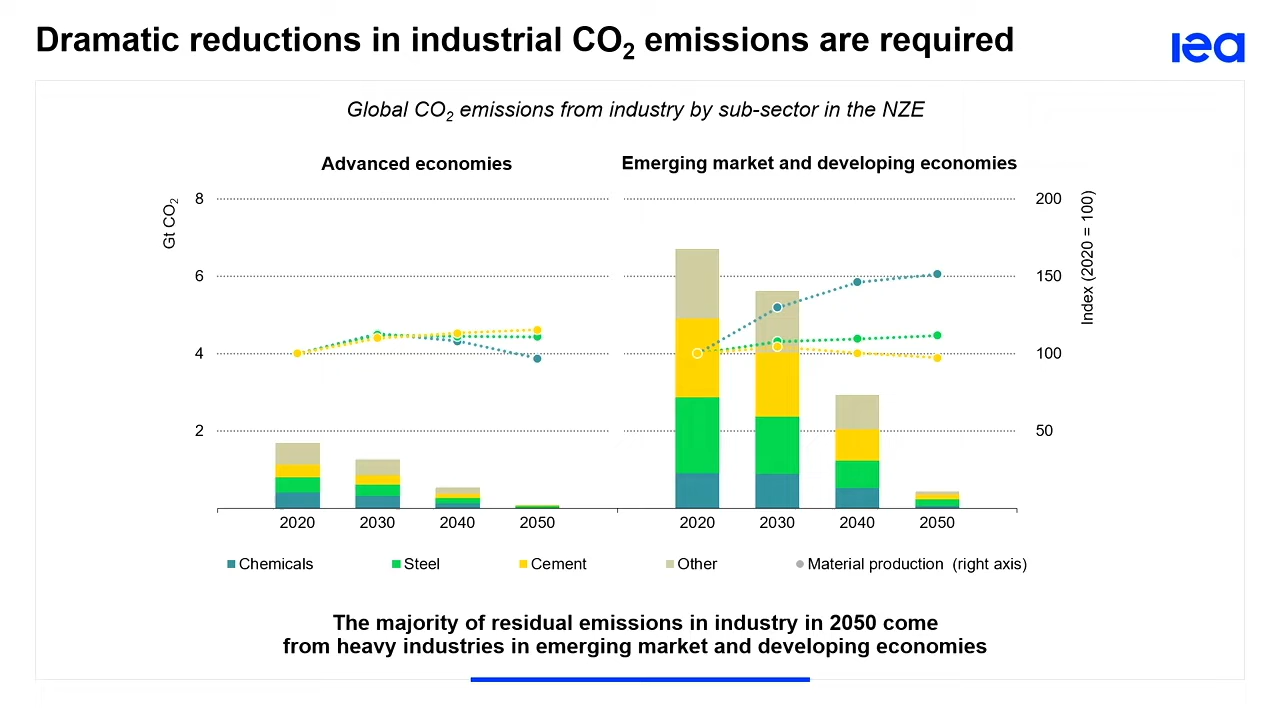 Dramatic reductions in industrial CO₂ emissions are required
iea
Global CO₂ emissions from industry by sub-sector in the NZE
Advanced economies
Emerging market and developing economies
Gt CO₂
8
6
4
2
200
150
100
50
Index (2020 = 100)
2020 2030 2040 2050 2020 2030 2040 2050
Chemicals Steel Cement Other Material production (right axis)
The majority of residual emissions in industry in 2050 come
from heavy industries in emerging market and developing economies